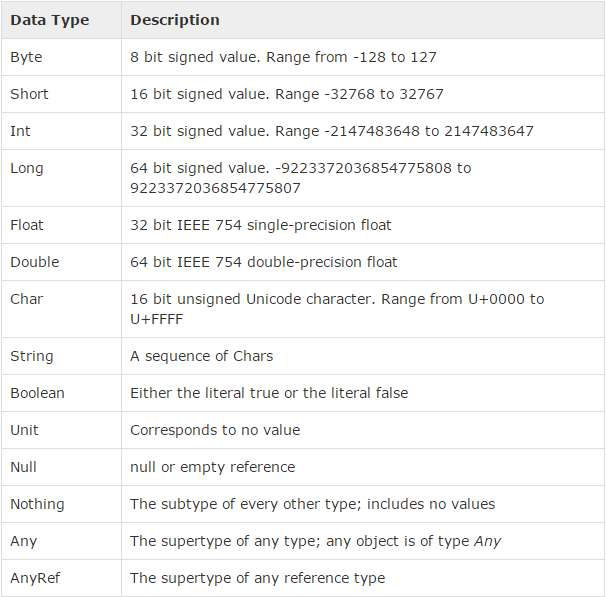 Data Type Description
Byte 8 bit signed value. Range from -128 to 127
Short 16 bit signed value. Range -32768 to 32767
Int 32 bit signed value. Range -2147483648 to 2147483647
Long 64 bit signed value. -9223372036854775808 to
9223372036854775807
Float 32 bit IEEE 754 single-precision float
Double 64 bit IEEE 754 double-precision float
Char 16 bit unsigned Unicode character. Range from U+0000 to
U+FFFF
String A sequence of Chars
Boolean Either the literal true or the literal false
Unit Corresponds to no value
Null null or empty reference
Nothing The subtype of every other type; includes no values
Any The supertype of any type; any object is of type Any
AnyRef The supertype of any reference type